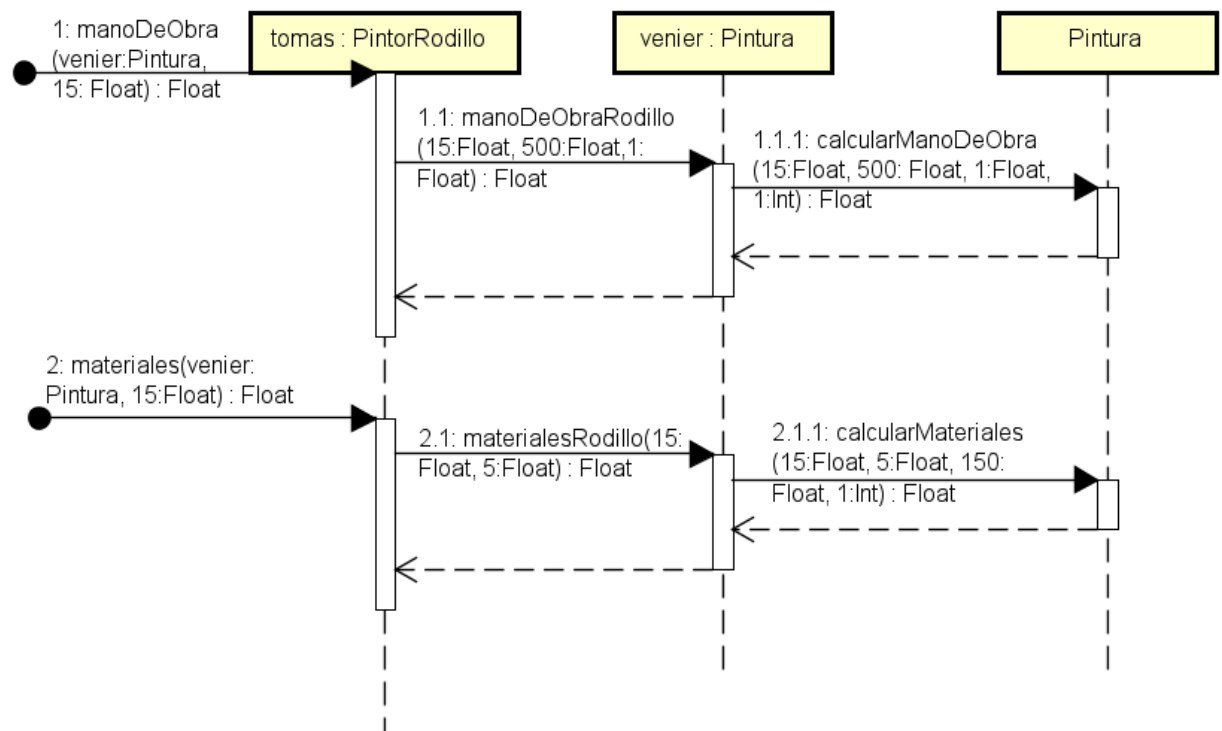 1: manoDeObra
(venier:Pintura,
15: Float) : Float
tomas : PintorRodillo
venier : Pintura
Pintura
1.1: manoDeObraRodillo
(15:Float, 500:Float,1:
Float) : Float
1.1.1: calcularManoDeObra
(15:Float, 500: Float, 1:Float,
1:Int) : Float
2: materiales(venier:
Pintura, 15:Float) : Float
2.1: materialesRodillo(15:
Float, 5:Float) : Float
2.1.1: calcularMateriales
(15:Float, 5:Float, 150:
Float, 1:Int) : Float